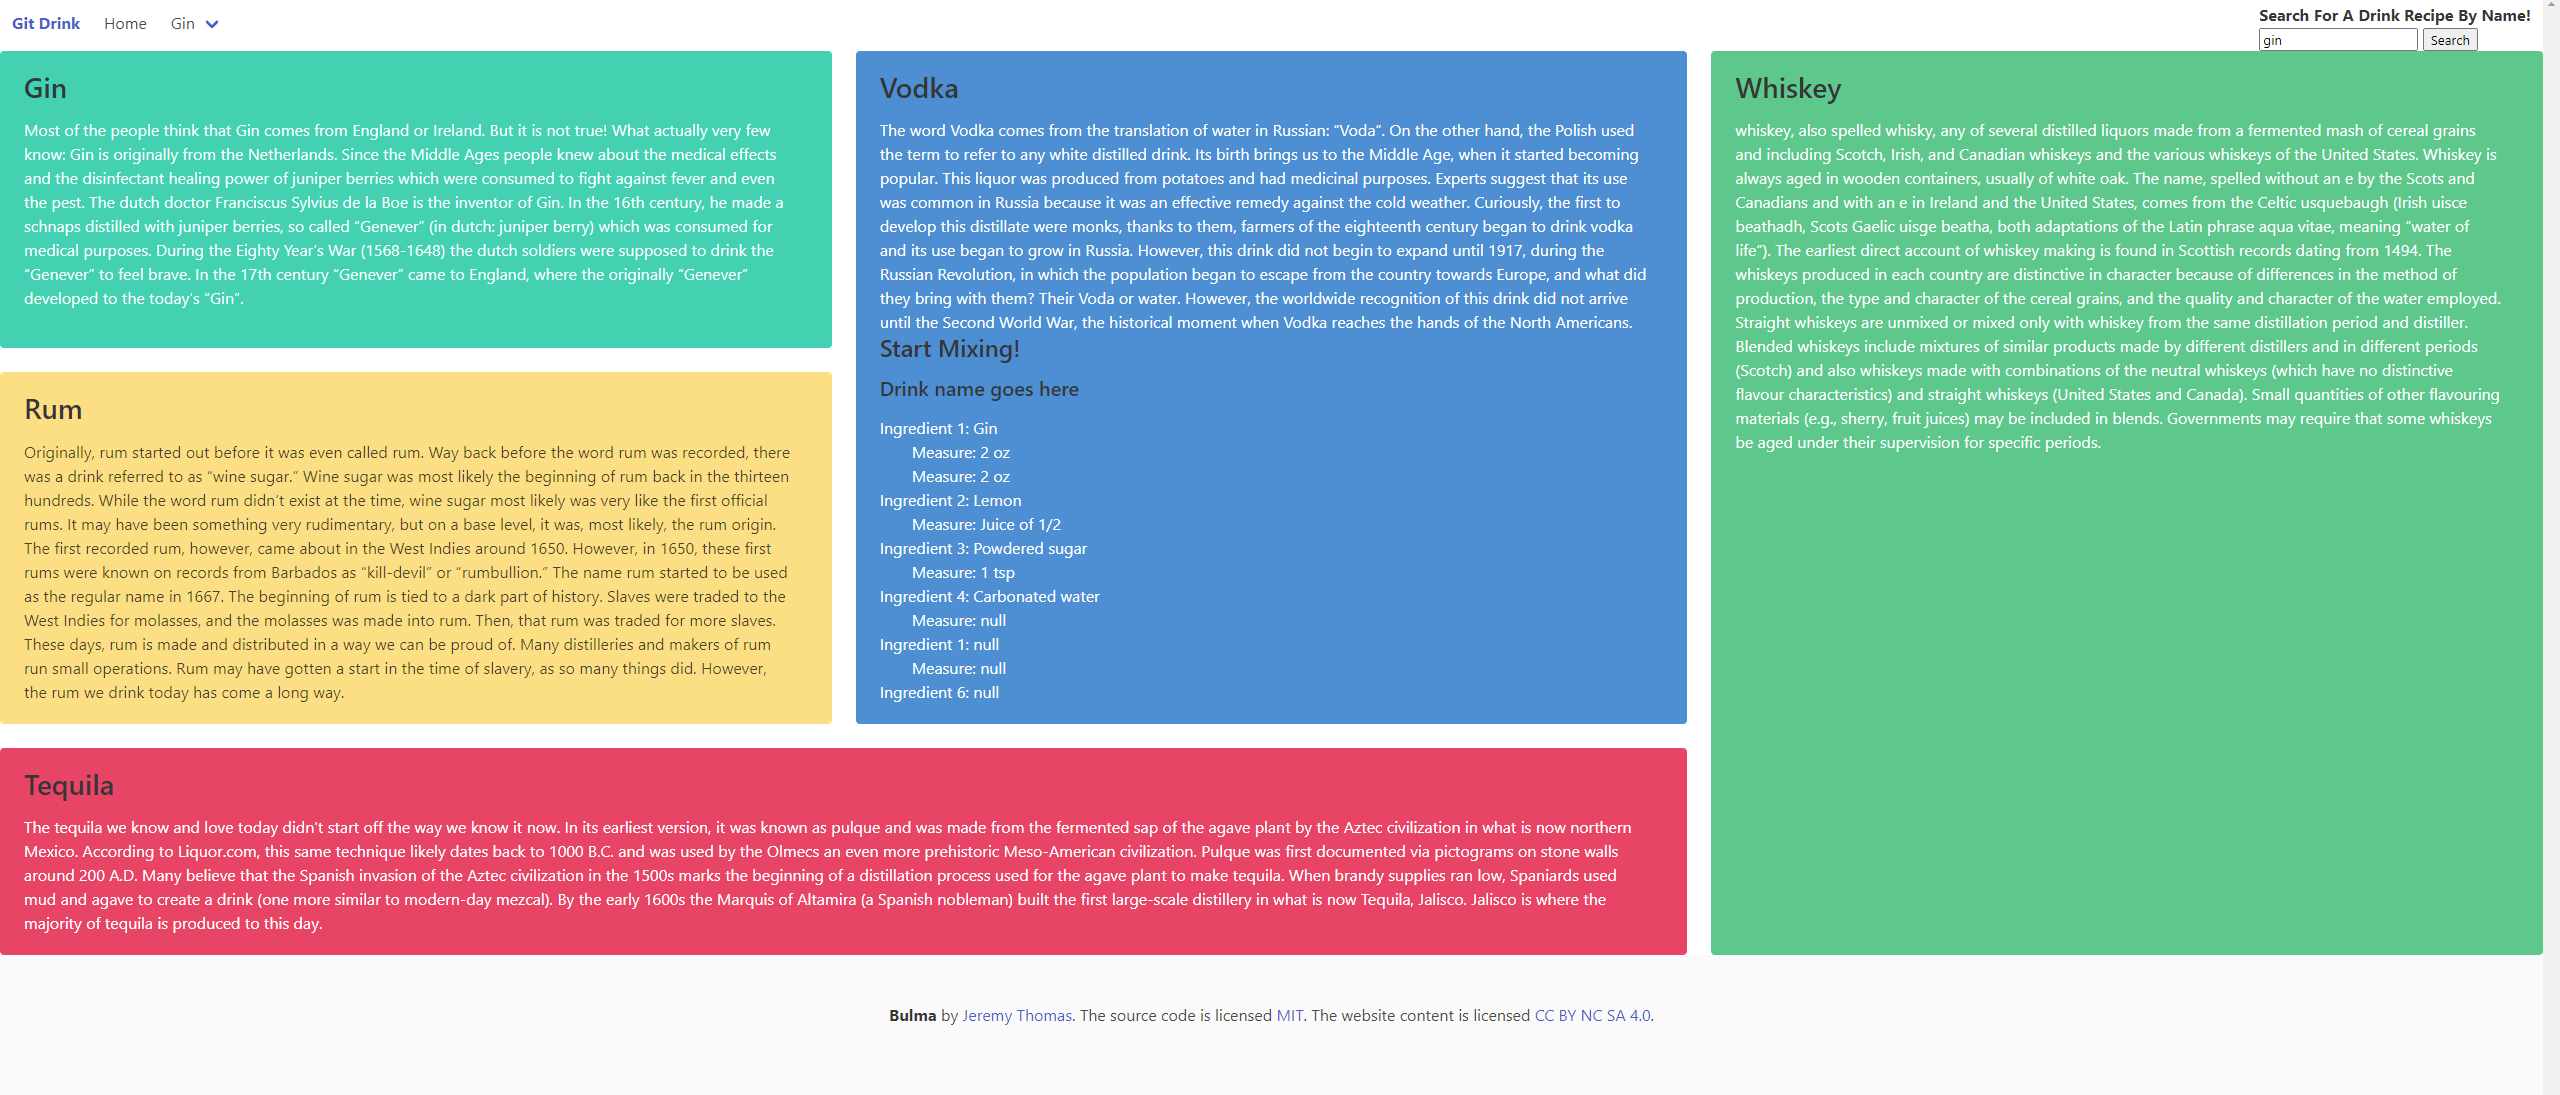 Git Drink
Home
Gin
Search For A Drink Recipe By Name!
gin
Search
Gin
Most of the people think that Gin comes from England or Ireland. But it is not true! What actually very few
know: Gin is originally from the Netherlands. Since the Middle Ages people knew about the medical effects
and the disinfectant healing power of juniper berries which were consumed to fight against fever and even
the pest. The dutch doctor Franciscus Sylvius de la Boe is the inventor of Gin. In the 16th century, he made a
schnaps distilled with juniper berries, so called “Genever” (in dutch: juniper berry) which was consumed for
medical purposes. During the Eighty Year’s War (1568-1648) the dutch soldiers were supposed to drink the
“Genever” to feel brave. In the 17th century “Genever” came to England, where the originally “Genever”
developed to the today’s “Gin”.
Rum
Originally, rum started out before it was even called rum. Way back before the word rum was recorded, there
was a drink referred to as “wine sugar.” Wine sugar was most likely the beginning of rum back in the thirteen
hundreds. While the word rum didn’t exist at the time, wine sugar most likely was very like the first official
rums. It may have been something very rudimentary, but on a base level, it was, most likely, the rum origin.
The first recorded rum, however, came about in the West Indies around 1650. However, in 1650, these first
rums were known on records from Barbados as “kill-devil” or “rumbullion.” The name rum started to be used
as the regular name in 1667. The beginning of rum is tied to a dark part of history. Slaves were traded to the
West Indies for molasses, and the molasses was made into rum. Then, that rum was traded for more slaves.
These days, rum is made and distributed in a way we can be proud of. Many distilleries and makers of rum
run small operations. Rum may have gotten a start in the time of slavery, as so many things did. However,
the rum we drink today has come a long way.
Vodka
The word Vodka comes from the translation of water in Russian: “Voda”. On the other hand, the Polish used
the term to refer to any white distilled drink. Its birth brings us to the Middle Age, when it started becoming
popular. This liquor was produced from potatoes and had medicinal purposes. Experts suggest that its use
was common in Russia because it was an effective remedy against the cold weather. Curiously, the first to
develop this distillate were monks, thanks to them, farmers of the eighteenth century began to drink vodka
and its use began to grow in Russia. However, this drink did not begin to expand until 1917, during the
Russian Revolution, in which the population began to escape from the country towards Europe, and what did
they bring with them? Their Voda or water. However, the worldwide recognition of this drink did not arrive
until the Second World War, the historical moment when Vodka reaches the hands of the North Americans.
Start Mixing!
Drink name goes here
Ingredient 1: Gin
Measure: 2 oz
Measure: 2 oz
Ingredient 2: Lemon
Measure: Juice of 1/2
Ingredient 3: Powdered sugar
Measure: 1 tsp
Ingredient 4: Carbonated water
Measure: null
Ingredient 1: null
Measure: null
Ingredient 6: null
Whiskey
whiskey, also spelled whisky, any of several distilled liquors made from a fermented mash of cereal grains
and including Scotch, Irish, and Canadian whiskeys and the various whiskeys of the United States. Whiskey is
always aged in wooden containers, usually of white oak. The name, spelled without an e by the Scots and
Canadians and with an e in Ireland and the United States, comes from the Celtic usquebaugh (Irish uisce
beathadh, Scots Gaelic uisge beatha, both adaptations of the Latin phrase aqua vitae, meaning “water of
life”). The earliest direct account of whiskey making is found in Scottish records dating from 1494. The
whiskeys produced in each country are distinctive in character because of differences in the method of
production, the type and character of the cereal grains, and the quality and character of the water employed.
Straight whiskeys are unmixed or mixed only with whiskey from the same distillation period and distiller.
Blended whiskeys include mixtures of similar products made by different distillers and in different periods
(Scotch) and also whiskeys made with combinations of the neutral whiskeys (which have no distinctive
flavour characteristics) and straight whiskeys (United States and Canada). Small quantities of other flavouring
materials (e.g., sherry, fruit juices) may be included in blends. Governments may require that some whiskeys
be aged under their supervision for specific periods.
Tequila
The tequila we know and love today didn't start off the way we know it now. In its earliest version, it was known as pulque and was made from the fermented sap of the agave plant by the Aztec civilization in what is now northern
Mexico. According to Liquor.com, this same technique likely dates back to 1000 B.C. and was used by the Olmecs an even more prehistoric Meso-American civilization. Pulque was first documented via pictograms on stone walls
around 200 A.D. Many believe that the Spanish invasion of the Aztec civilization in the 1500s marks the beginning of a distillation process used for the agave plant to make tequila. When brandy supplies ran low, Spaniards used
mud and agave to create a drink (one more similar to modern-day mezcal). By the early 1600s the Marquis of Altamira (a Spanish nobleman) built the first large-scale distillery in what is now Tequila, Jalisco. Jalisco is where the
majority of tequila is produced to this day.
Bulma by Jeremy Thomas. The source code is licensed MIT. The website content is licensed CC BY NC SA 4.0.